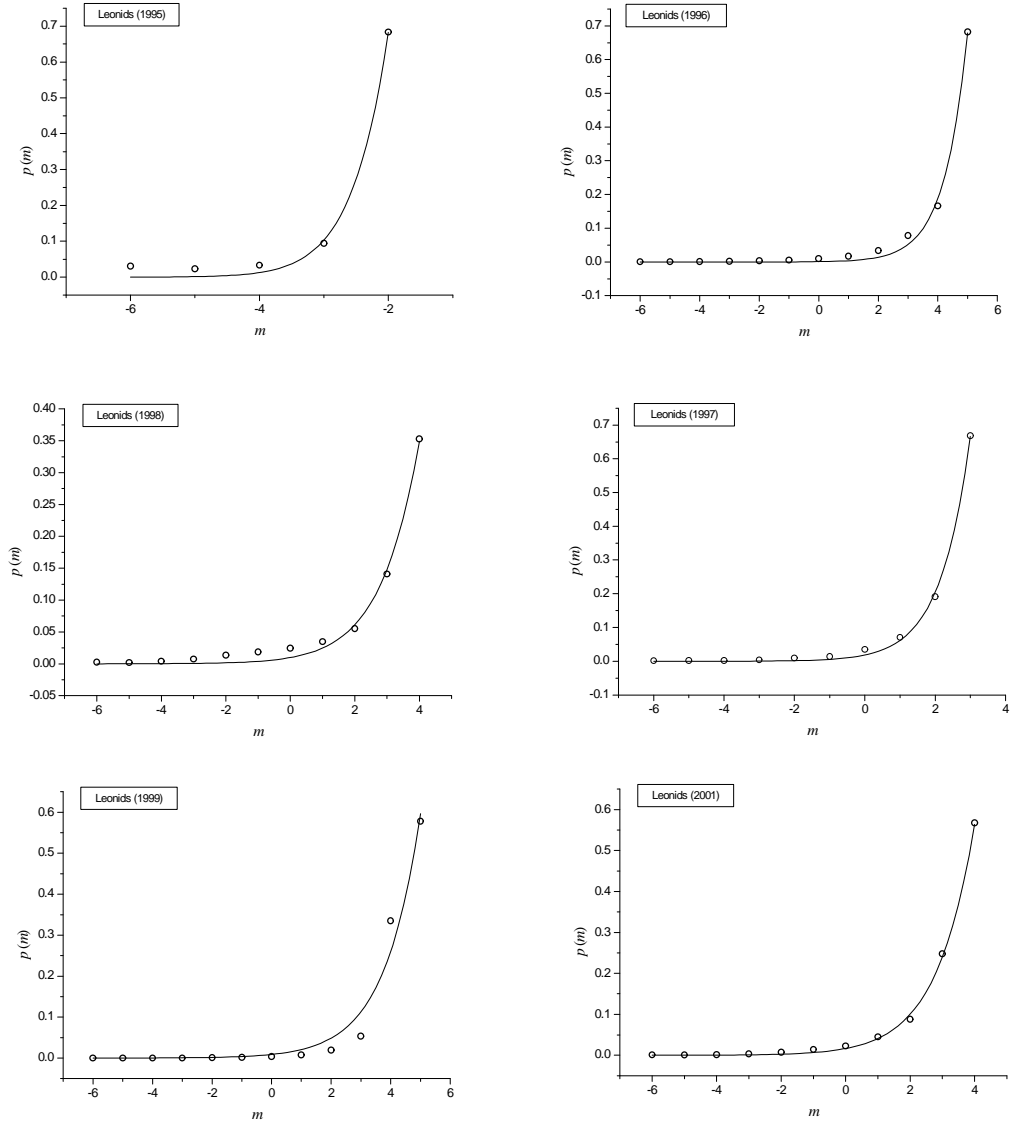 Leonids (1995)
0.7
0.6
0.5
0.4
0.3
0.2
0.1
0.0
p (m)
-6 -4 -2
m
Leonids (1996)
0.7
0.6
0.5
0.4
0.3
0.2
0.1
0.0
-0.1
p (m)
-6 -4 -2 0 2 4 6
m
Leonids (1998)
0.40
0.35
0.30
0.25
0.20
0.15
0.10
0.05
0.00
-0.05
p (m)
-6 -4 -2 0 2 4
m
Leonids (1997)
0.7
0.6
0.5
0.4
0.3
0.2
0.1
0.0
-0.1
p (m)
-6 -4 -2 0 2 4
m
Leonids (1999)
0.6
0.5
0.4
0.3
0.2
0.1
0.0
p (m)
-6 -4 -2 0 2 4 6
m
Leonids (2001)
0.6
0.5
0.4
0.3
0.2
0.1
0.0
p (m)
-6 -4 -2 0 2 4
m